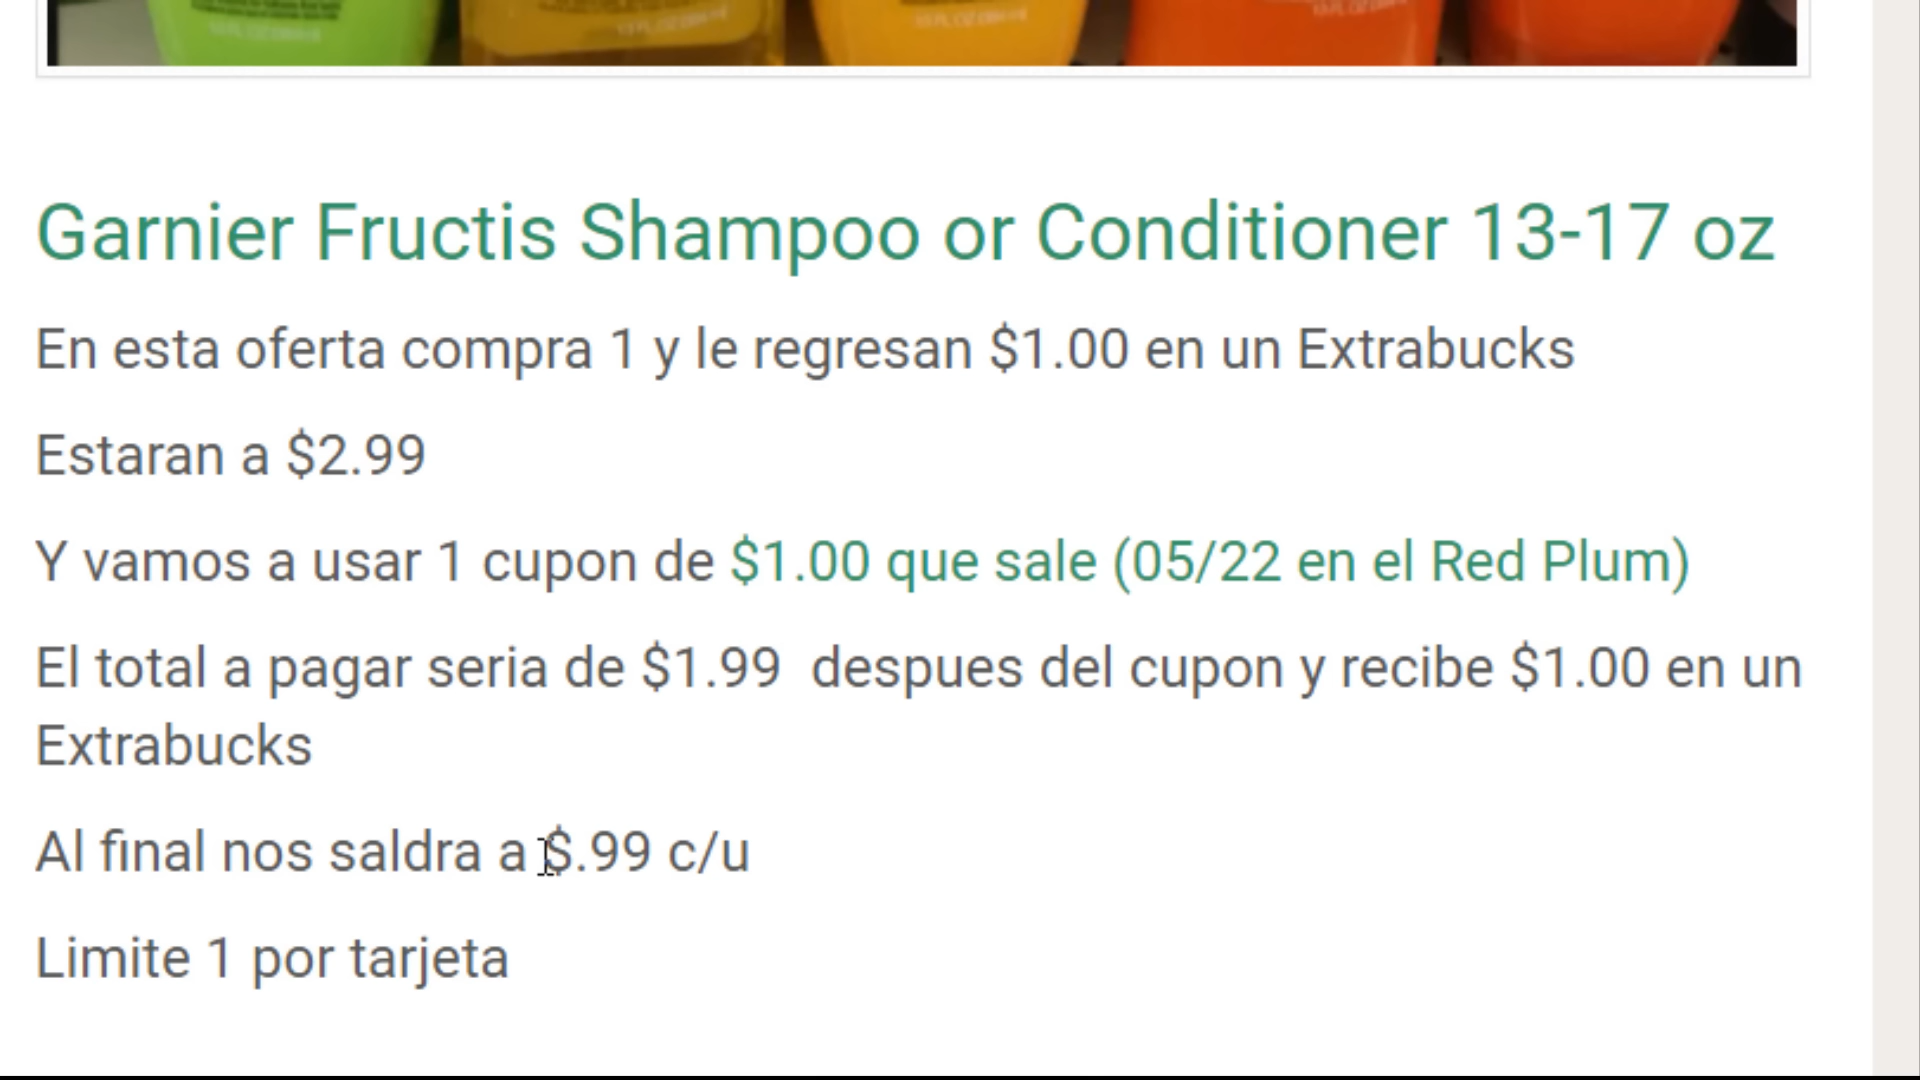 Garnier Fructis Shampoo or Conditioner 13-17 oz
En esta oferta compra 1 y le regresan $1.00 en un Extrabucks
Estaran a $2.99
Y vamos a usar 1 cupon de $1.00 que sale (05/22 en el Red Plum)
El total a pagar seria de $1.99  despues del cupon y recibe $1.00 en un
Extrabucks
Al final nos saldra a $.99 c/u
Limite 1 por tarjeta